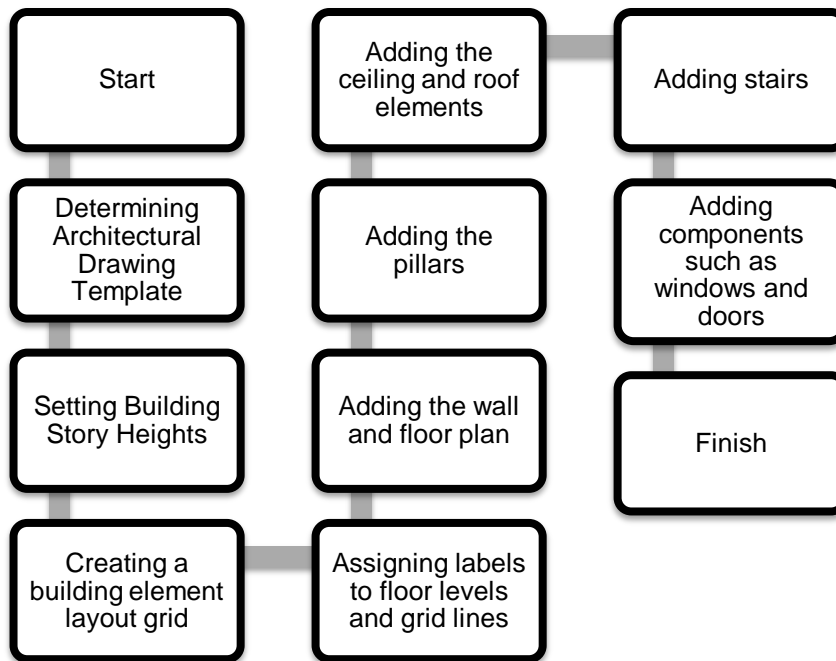 Start
Determining
Architectural
Drawing
Template
Setting Building
Story Heights
Creating a
building element
layout grid
Assigning labels
to floor levels
and grid lines
Adding the wall
and floor plan
Adding the
pillars
Adding the
ceiling and roof
elements
Adding stairs
Adding
components
such as
windows and
doors
Finish